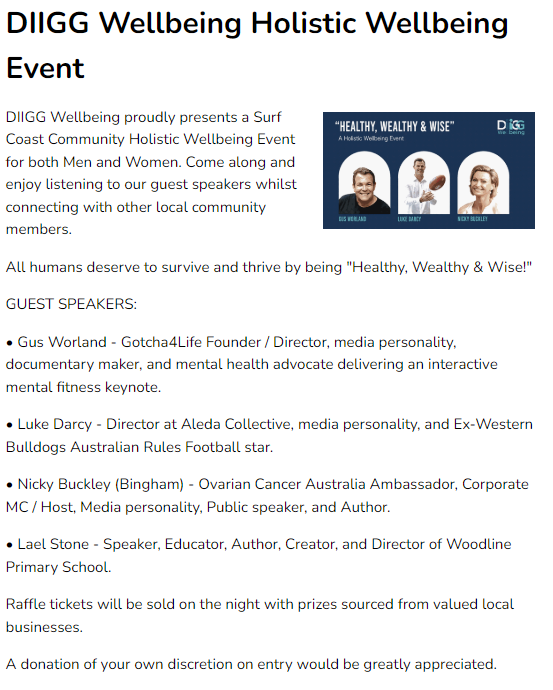 DIIGG Wellbeing Holistic Wellbeing
Event
DIIGG Wellbeing proudly presents a Surf
Coast Community Holistic Wellbeing Event
for both Men and Women. Come along and
enjoy listening to our guest speakers whilst
connecting with other local community
members.
"HEALTHY, WEALTHY & WISE"
A Holistic Wellbeing Event
DIIGG
Wellbeing
GUS WORLAND
LUKE DARCY
NICKY BUCKLEY
All humans deserve to survive and thrive by being "Healthy, Wealthy & Wise!"
GUEST SPEAKERS:
• Gus Worland - Gotcha4Life Founder / Director, media personality,
documentary maker, and mental health advocate delivering an interactive
mental fitness keynote.
• Luke Darcy - Director at Aleda Collective, media personality, and Ex-Western
Bulldogs Australian Rules Football star.
• Nicky Buckley (Bingham) - Ovarian Cancer Australia Ambassador, Corporate
MC / Host, Media personality, Public speaker, and Author.
• Lael Stone - Speaker, Educator, Author, Creator, and Director of Woodline
Primary School.
Raffle tickets will be sold on the night with prizes sourced from valued local
businesses.
A donation of your own discretion on entry would be greatly appreciated.